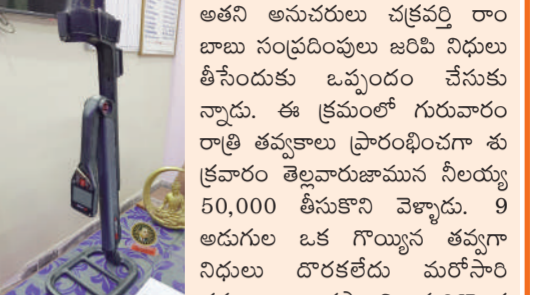 అతని అనుచరులు చక్రవర్తి రాం
బాబు సంప్రదింపులు జరిపి నిధులు
తీసేందుకు ఒప్పందం చేసుకు
న్నాడు. ఈ క్రమంలో గురువారం
రాత్రి తవ్వకాలు ప్రారంభించగా శు
క్రవారం తెల్లవారుజామున నీలయ్య
50,000 తీసుకొని వెళ్ళాడు. 9
అడుగుల ఒక గొయ్యిన తవ్వగా
నిధులు దొరకలేదు మరోసారి